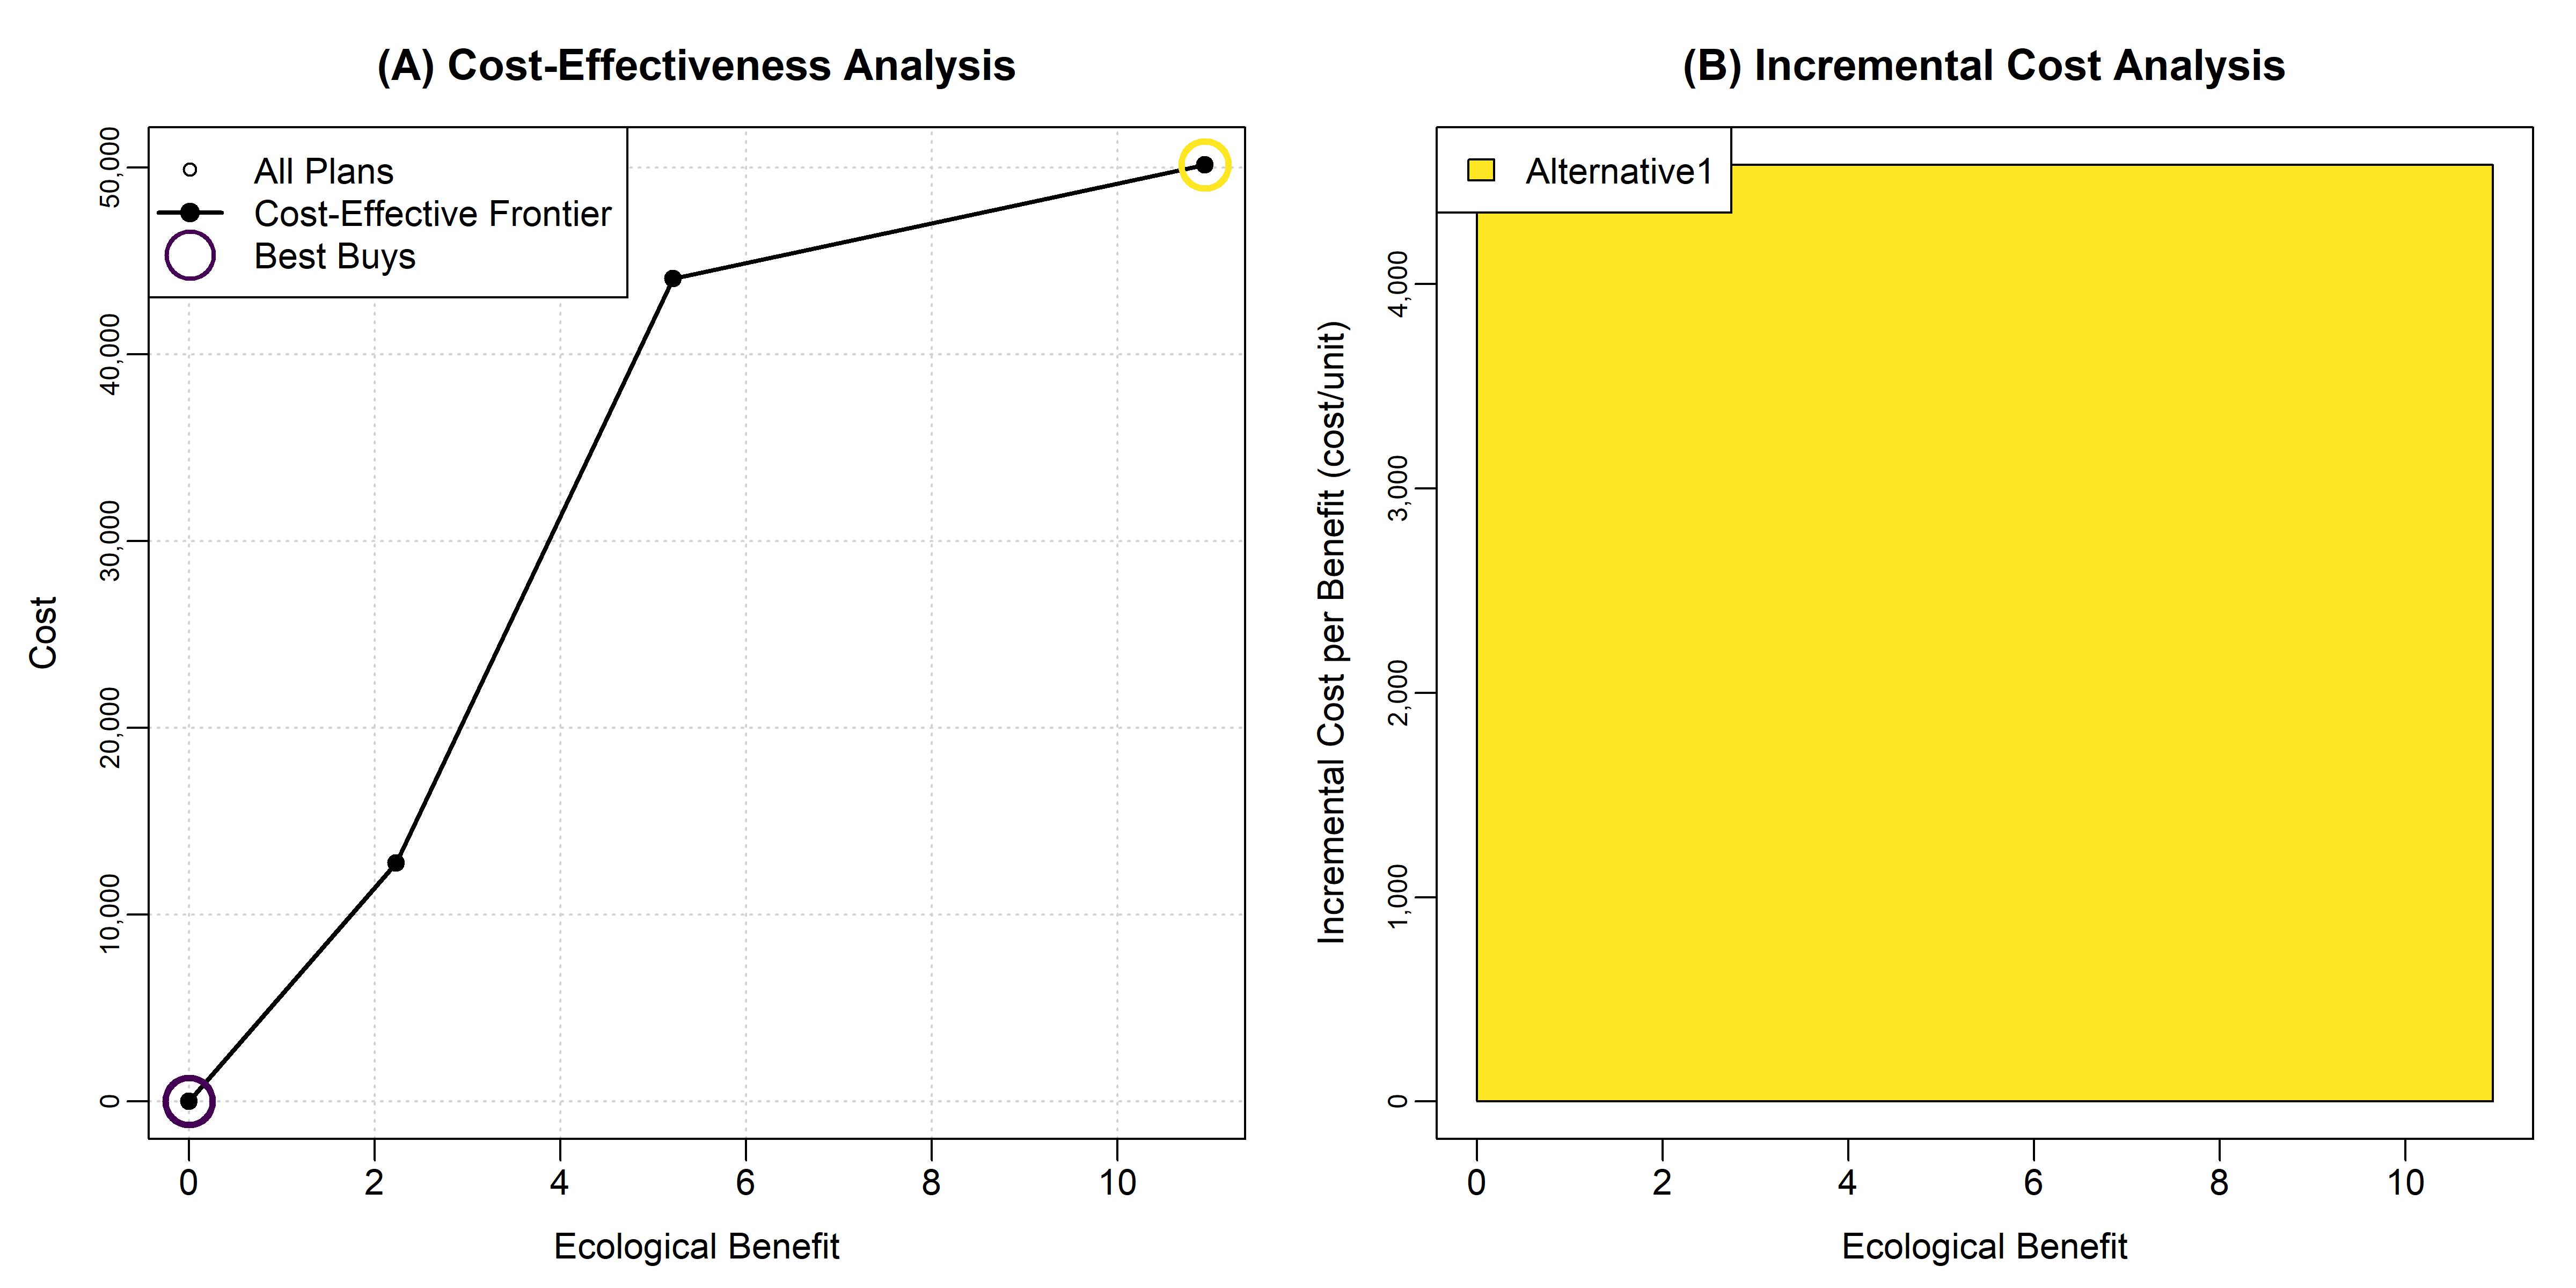 (A) Cost-Effectiveness Analysis
All Plans
Cost-Effective Frontier
Best Buys
Cost
50,000
40,000
30,000
20,000
10,000
0
0 2 4 6 8 10
Ecological Benefit
(B) Incremental Cost Analysis
Alternative1
Incremental Cost per Benefit (cost/unit)
4,000
3,000
2,000
1,000
0
0 2 4 6 8 10
Ecological Benefit